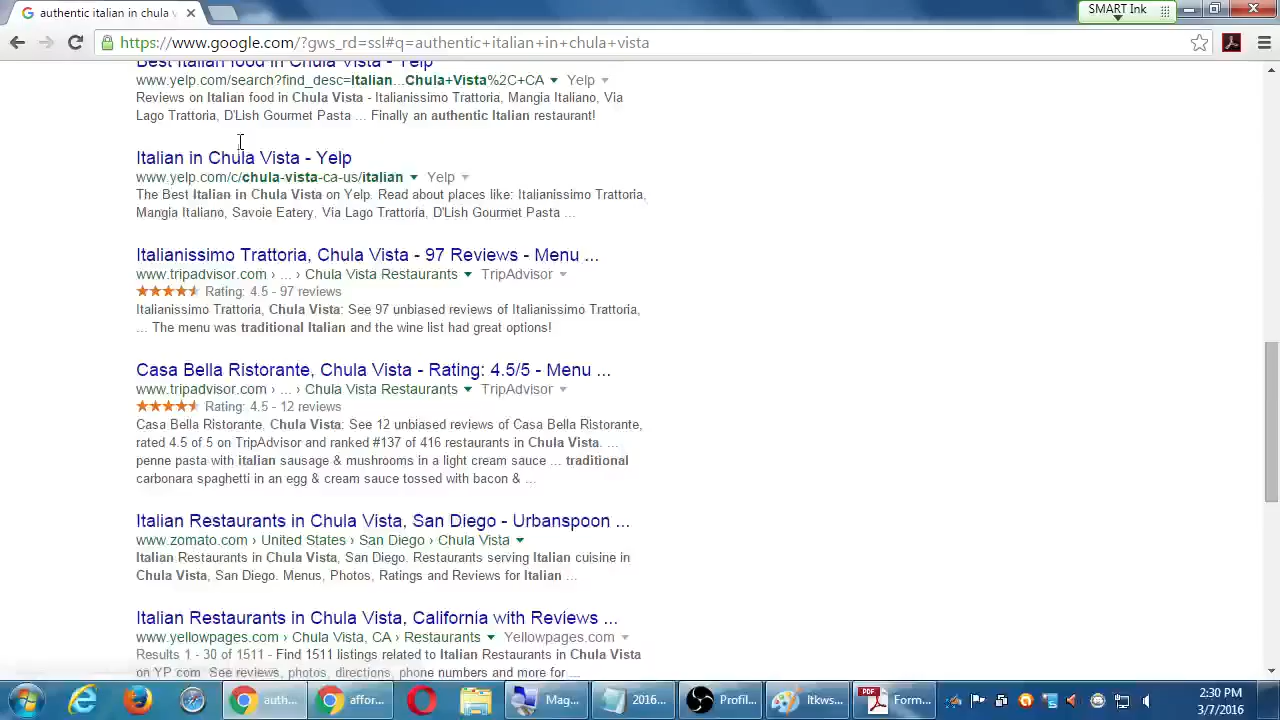 authentic italian in chula v
SMART Ink
https://www.google.com/?gws_rd=ssl#q=authentic+italian+in+chula+vista
Best Italian food in Chula Vista - Yelp
www.yelp.com/search?find_desc=Italian...Chula+Vista%2C+CA Yelp
Reviews on Italian food in Chula Vista - Italianissimo Trattoria, Mangia Italiano, Via
Lago Trattoria, D'Lish Gourmet Pasta ... Finally an authentic Italian restaurant!
Italian in Chula Vista - Yelp
www.yelp.com/c/chula-vista-ca-us/italian Yelp
The Best Italian in Chula Vista on Yelp. Read about places like: Italianissimo Trattoria,
Mangia Italiano, Savoie Eatery, Via Lago Trattoria, D'Lish Gourmet Pasta ...
Italianissimo Trattoria, Chula Vista - 97 Reviews - Menu ...
www.tripadvisor.com › ... › Chula Vista Restaurants TripAdvisor
Rating: 4.5 - 97 reviews
Italianissimo Trattoria, Chula Vista: See 97 unbiased reviews of Italianissimo Trattoria,
... The menu was traditional Italian and the wine list had great options!
Casa Bella Ristorante, Chula Vista - Rating: 4.5/5 - Menu ...
www.tripadvisor.com › ... › Chula Vista Restaurants TripAdvisor
Rating: 4.5 - 12 reviews
Casa Bella Ristorante, Chula Vista: See 12 unbiased reviews of Casa Bella Ristorante,
rated 4.5 of 5 on TripAdvisor and ranked #137 of 416 restaurants in Chula Vista. ...
penne pasta with italian sausage & mushrooms in a light cream sauce ... traditional
carbonara spaghetti in an egg & cream sauce tossed with bacon & ...
Italian Restaurants in Chula Vista, San Diego - Urbanspoon ...
www.zomato.com › United States › San Diego › Chula Vista
Italian Restaurants in Chula Vista, San Diego. Restaurants serving Italian cuisine in
Chula Vista, San Diego. Menus, Photos, Ratings and Reviews for Italian ...
Italian Restaurants in Chula Vista, California with Reviews ...
www.yellowpages.com › Chula Vista, CA › Restaurants Yellowpages.com
Results 1 - 30 of 1511 - Find 1511 listings related to Italian Restaurants in Chula Vista
on YP.com. See reviews, photos, directions, phone numbers and more for ...
auth... affor... Mag... 2016... Profil... itkws... PDF Form...
2:30 PM
3/7/2016